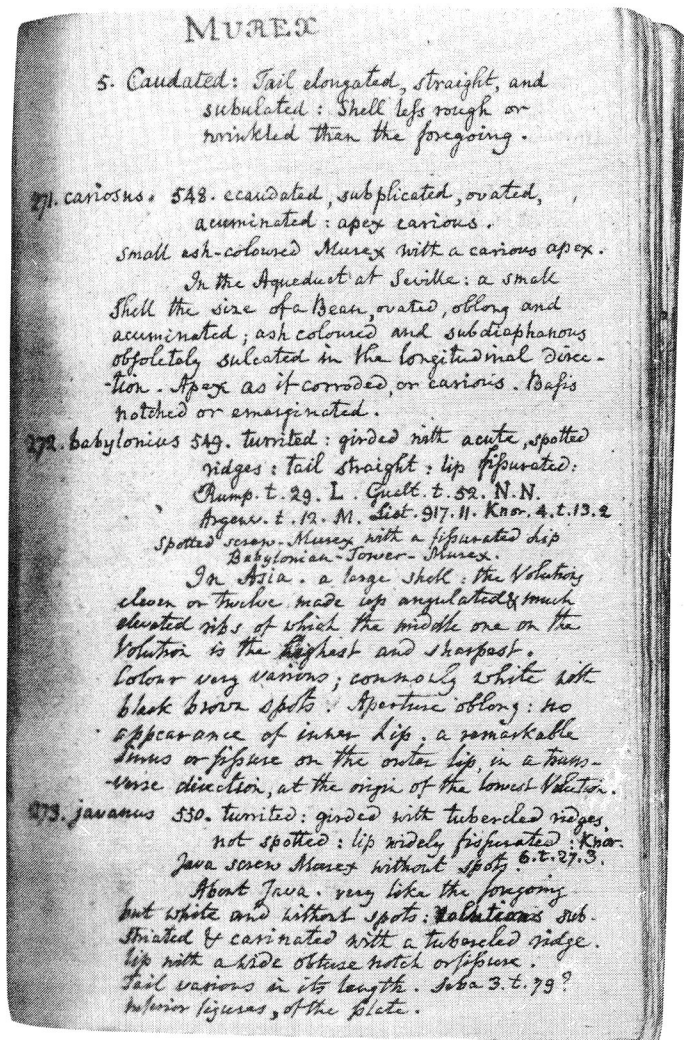 MUREX
5. Caudated: Tail elongated, straight, and
subulated: Shell less rough or
wrinkled than the foregoing.
271. cariosus. 548. ecaudated, subplicated, ovated,
acuminated: apex carious.
small ash-coloured Murex with a carious apex.
In the Aqueduct at Seville: a small
Shell the size of a Bean, ovated, oblong and
acuminated; ash coloured and subdiaphanous
obsoletely sulcated in the longitudinal direc-
-tion. Apex as if corroded, or carious. Basis
notched or emarginated.
272. babylonius 549. turrited: girded with acute, spotted
ridges: tail straight: lip fissurated:
Rump. t. 29. L. Gualt. t. 52. N.N.
Argenv. t. 12. M. List. 917. 11. Knor. 4. t. 13. 2
spotted screw-Murex with a fissurated Lip
Babylonian-Tower-Murex.
In Asia. a large shell: the Volutions
eleven or twelve made up angulated & much
elevated ribs of which the middle one on the
Volution is the highest and sharpest.
Colour very various; commonly white with
black brown spots. Aperture oblong: no
appearance of inner Lip. a remarkable
Sinus or fissure on the outer lip, in a trans-
-verse direction, at the origin of the lowest Volution.
273. javanus 550. turrited: girded with tubercled ridges,
not spotted: lip widely fissurated: Knor.
6. t. 27. 3.
Java screw Murex without spots.
About Java. very like the foregoing
but white and without spots: Volutions sub-
striated & carinated with a tubercled ridge.
Lip with a wide obtuse notch or fissure.
Tail various in its length. Seba 3. t. 79?
inferior figures, of the plate.